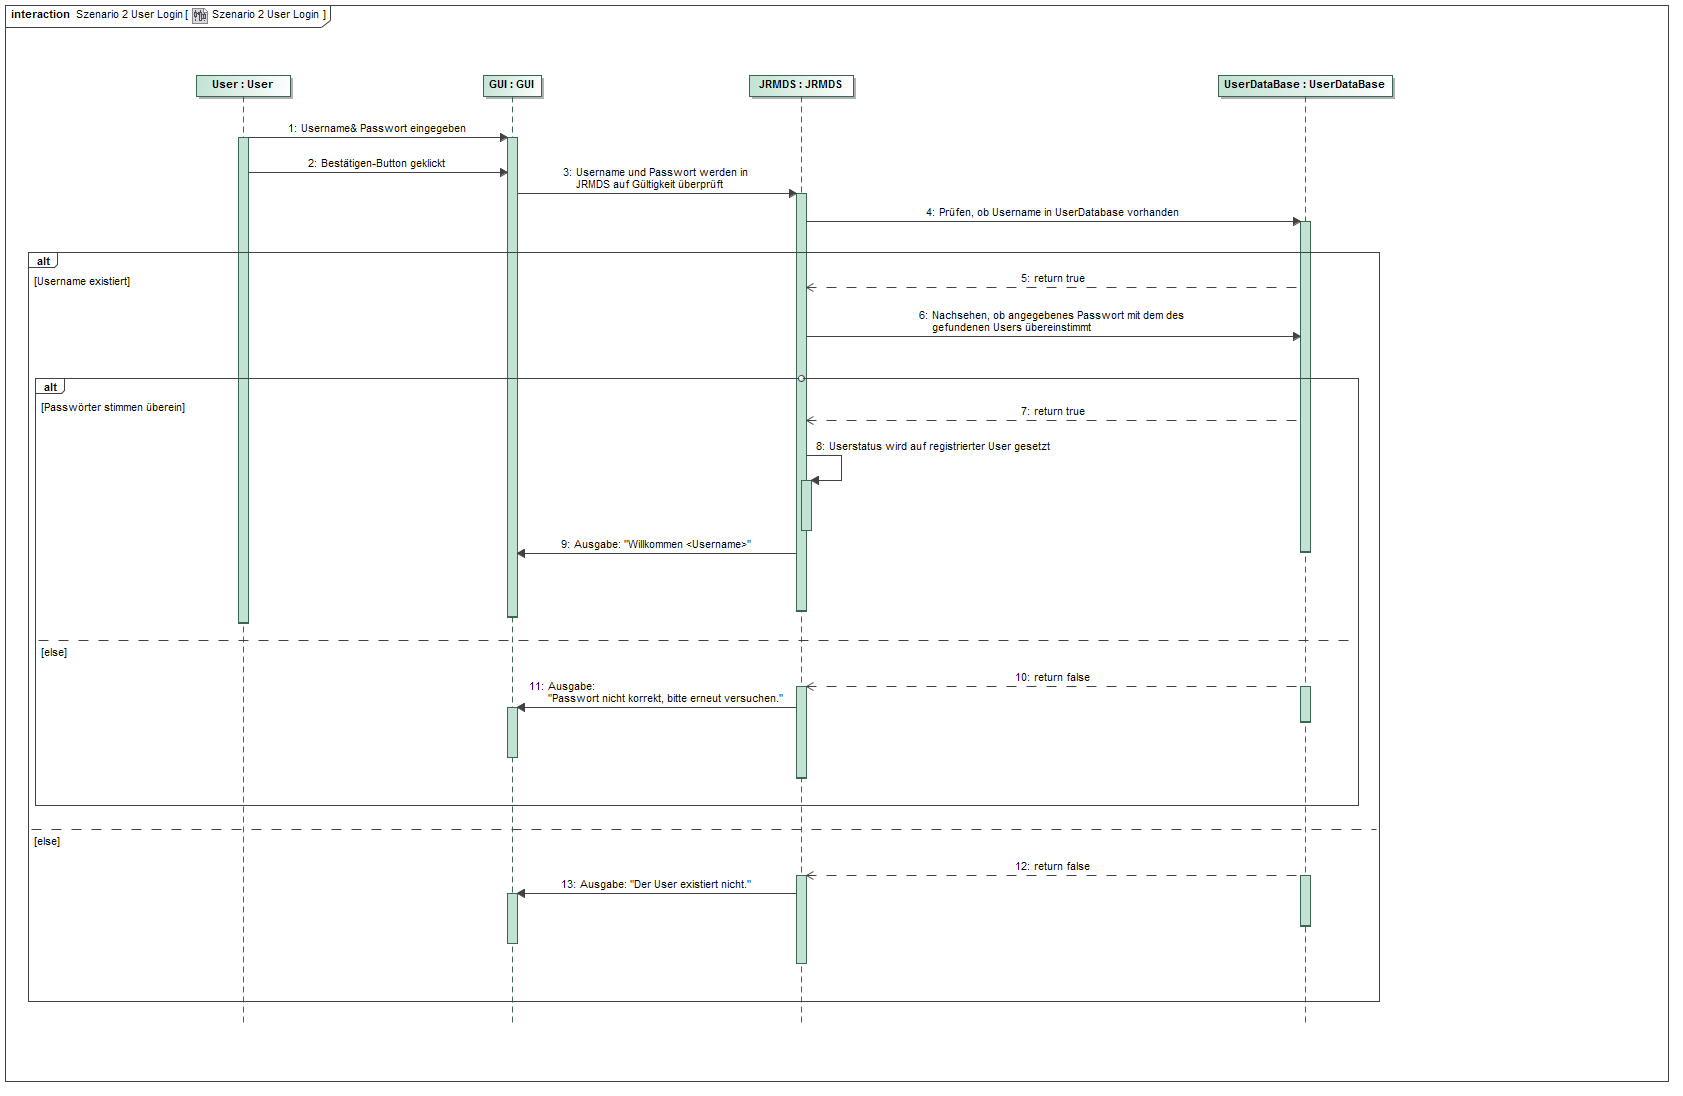 interaction Szenario 2 User Login [ Szenario 2 User Login ]
User : User
GUI : GUI
JRMDS : JRMDS
UserDataBase : UserDataBase
1: Username& Passwort eingegeben
2: Bestätigen-Button geklickt
3: Username und Passwort werden in
JRMDS auf Gültigkeit überprüft
4: Prüfen, ob Username in UserDatabase vorhanden
alt
[Username existiert]
5: return true
6: Nachsehen, ob angegebenes Passwort mit dem des
gefundenen Users übereinstimmt
alt
[Passwörter stimmen überein]
7: return true
8: Userstatus wird auf registrierter User gesetzt
9: Ausgabe: "Willkommen <Username>"
[else]
10: return false
11: Ausgabe:
"Passwort nicht korrekt, bitte erneut versuchen."
[else]
12: return false
13: Ausgabe: "Der User existiert nicht."